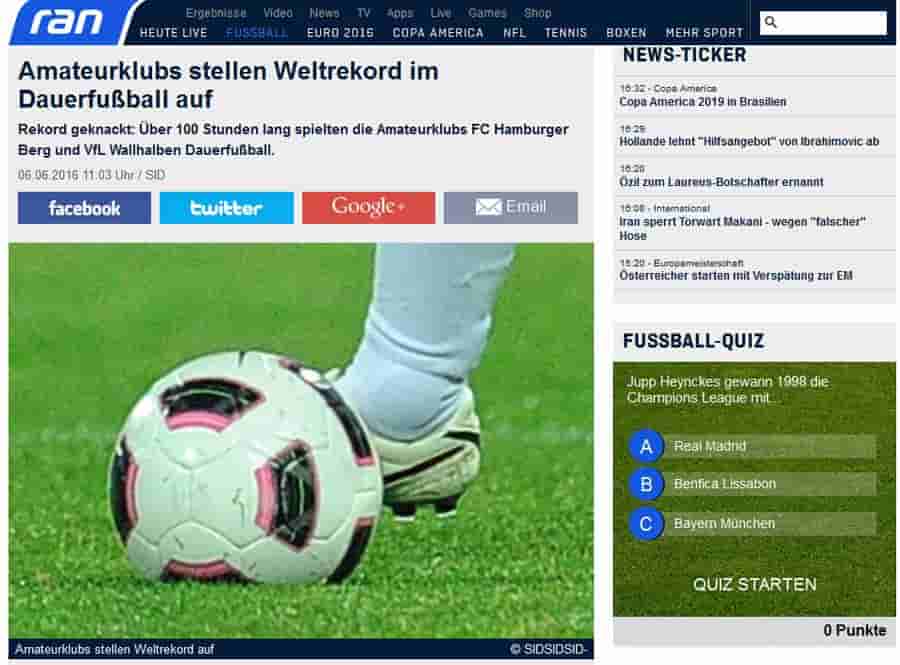 ran
Ergebnisse Video News TV Apps Live Games Shop
HEUTE LIVE FUSSBALL EURO 2016 COPA AMERICA NFL TENNIS BOXEN MEHR SPORT
Amateurklubs stellen Weltrekord im
Dauerfußball auf
Rekord geknackt: Über 100 Stunden lang spielten die Amateurklubs FC Hamburger
Berg und VfL Wallhalben Dauerfußball.
06.06.2016 11:03 Uhr / SID
facebook twitter Google+ Email
Amateurklubs stellen Weltrekord auf © SIDSIDSID-
NEWS-TICKER
16:32 - Copa America
Copa America 2019 in Brasilien
16:29
Hollande lehnt "Hilfsangebot" von Ibrahimovic ab
16:26
Özil zum Laureus-Botschafter ernannt
16:08 - International
Iran sperrt Torwart Makani - wegen "falscher"
Hose
15:20 - Europameisterschaft
Österreicher starten mit Verspätung zur EM
FUSSBALL-QUIZ
Jupp Heynckes gewann 1998 die
Champions League mit...
A Real Madrid
B Benfica Lissabon
C Bayern München
QUIZ STARTEN
0 Punkte